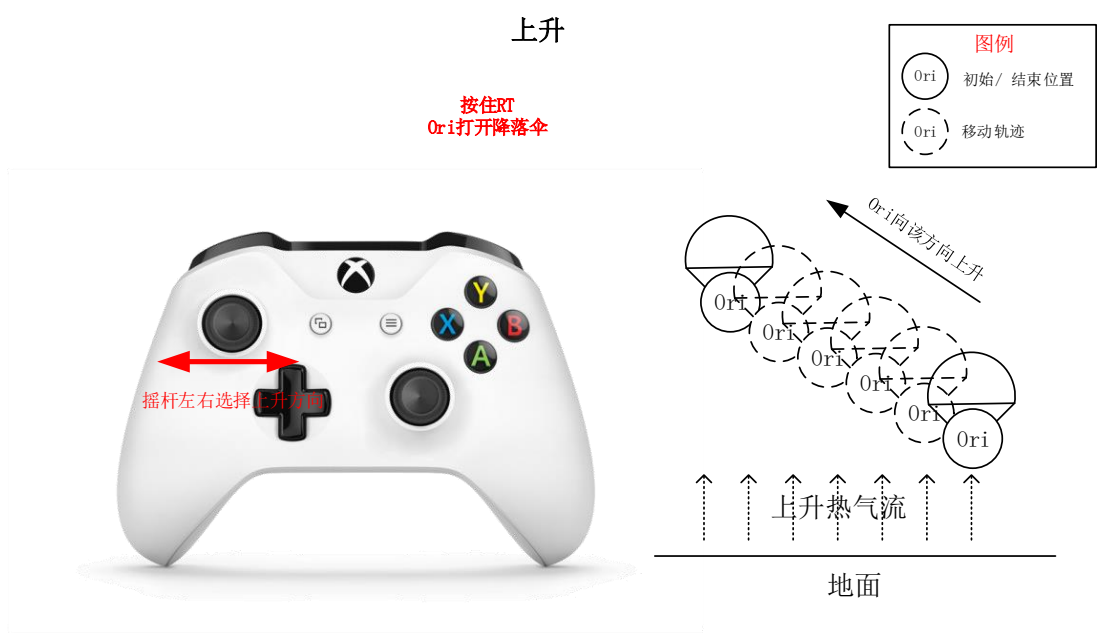 上升
图例
Ori 初始/ 结束位置
Ori 移动轨迹
按住RT
Ori打开降落伞
Ori向该方向上升
Y
X
B
A
摇杆左右选择上升方向
Ori
Ori
Ori
Ori
Ori
Ori
上升热气流
地面